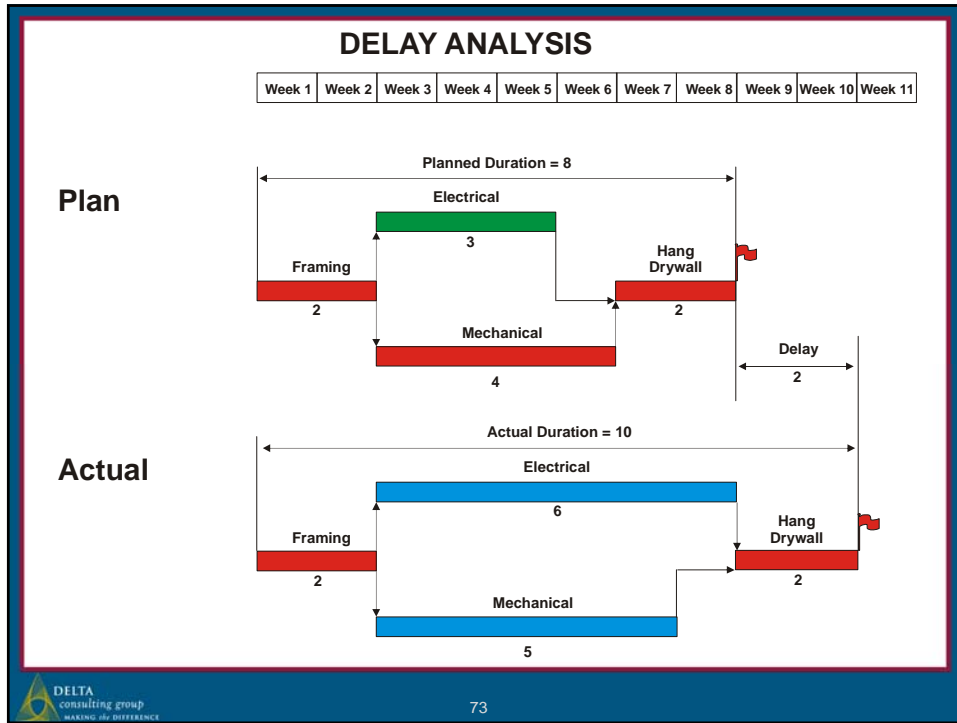 DELAY ANALYSIS
Week 1 Week 2 Week 3 Week 4 Week 5 Week 6 Week 7 Week 8 Week 9 Week 10 Week 11
Planned Duration = 8
Plan
Electrical
3
Framing
2
Hang
Drywall
2
Mechanical
4
Delay
2
Actual Duration = 10
Actual
Electrical
6
Framing
2
Hang
Drywall
2
Mechanical
5
DELTA
consulting group
MAKING the DIFFERENCE
73